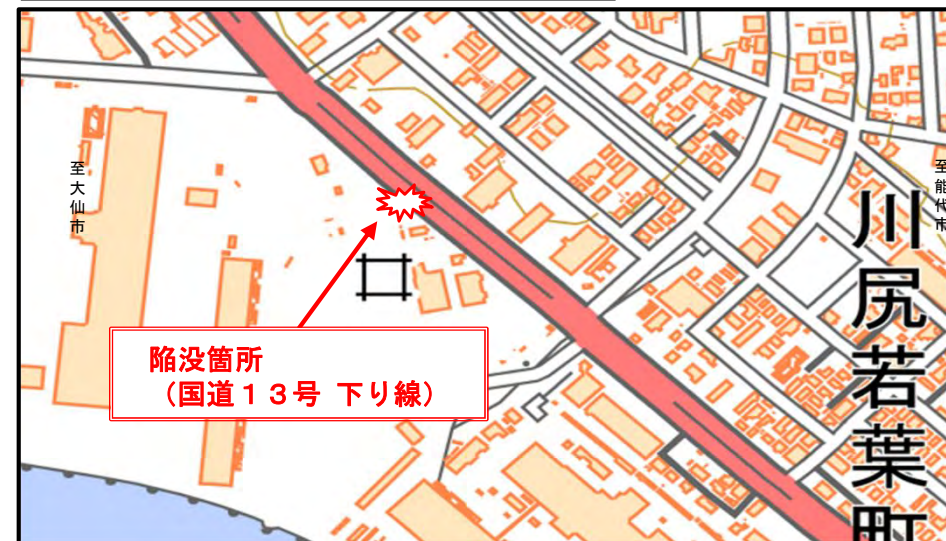 至大仙市
至能代市
川尻若葉町
陥没箇所
（国道１３号 下り線）